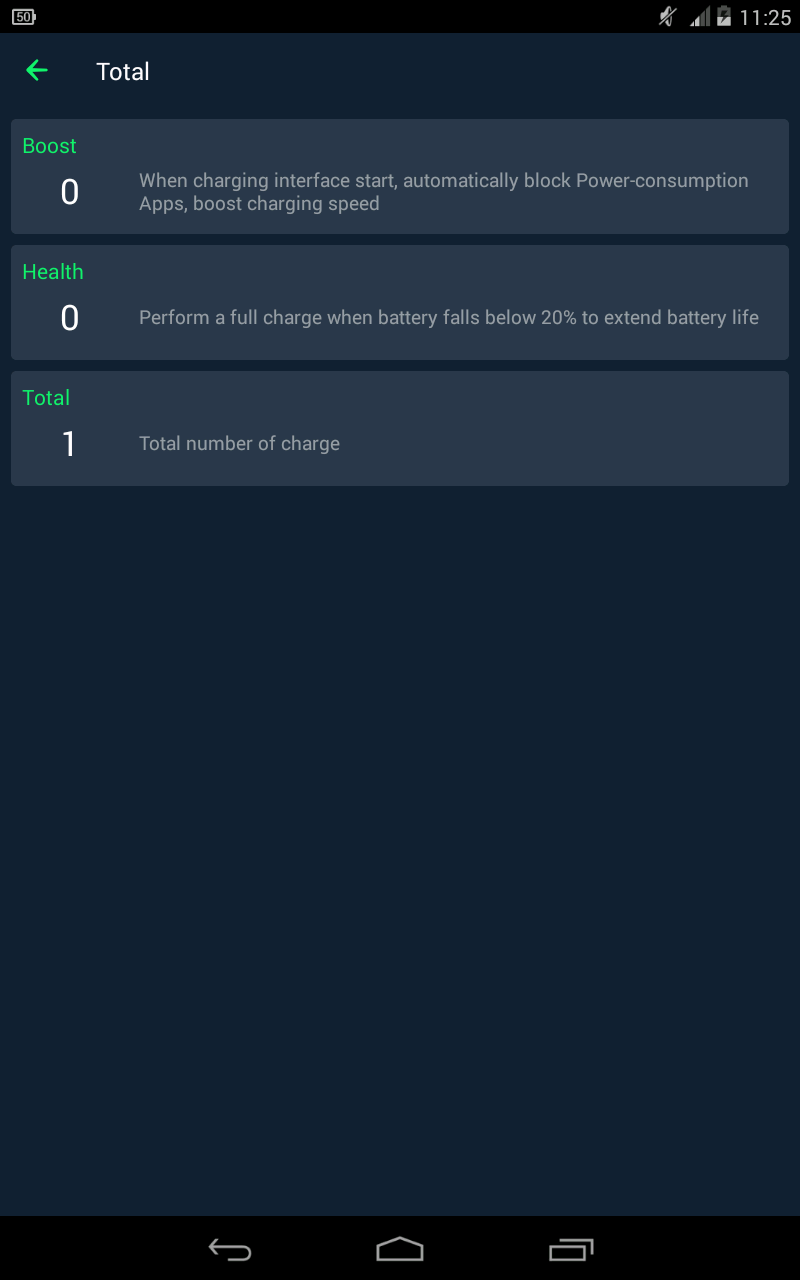 50
11:25
Total
Boost
0
When charging interface start, automatically block Power-consumption
Apps, boost charging speed
Health
0
Perform a full charge when battery falls below 20% to extend battery life
Total
1
Total number of charge